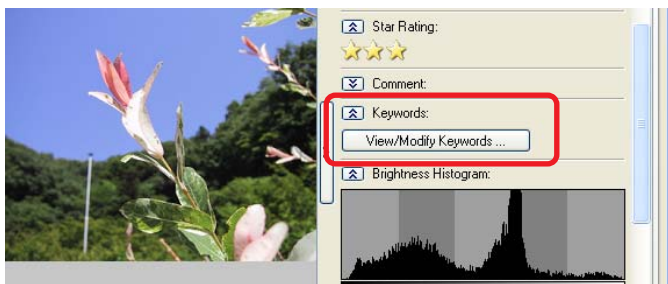 Star Rating:
Comment:
Keywords:
View/Modify Keywords ...
Brightness Histogram: